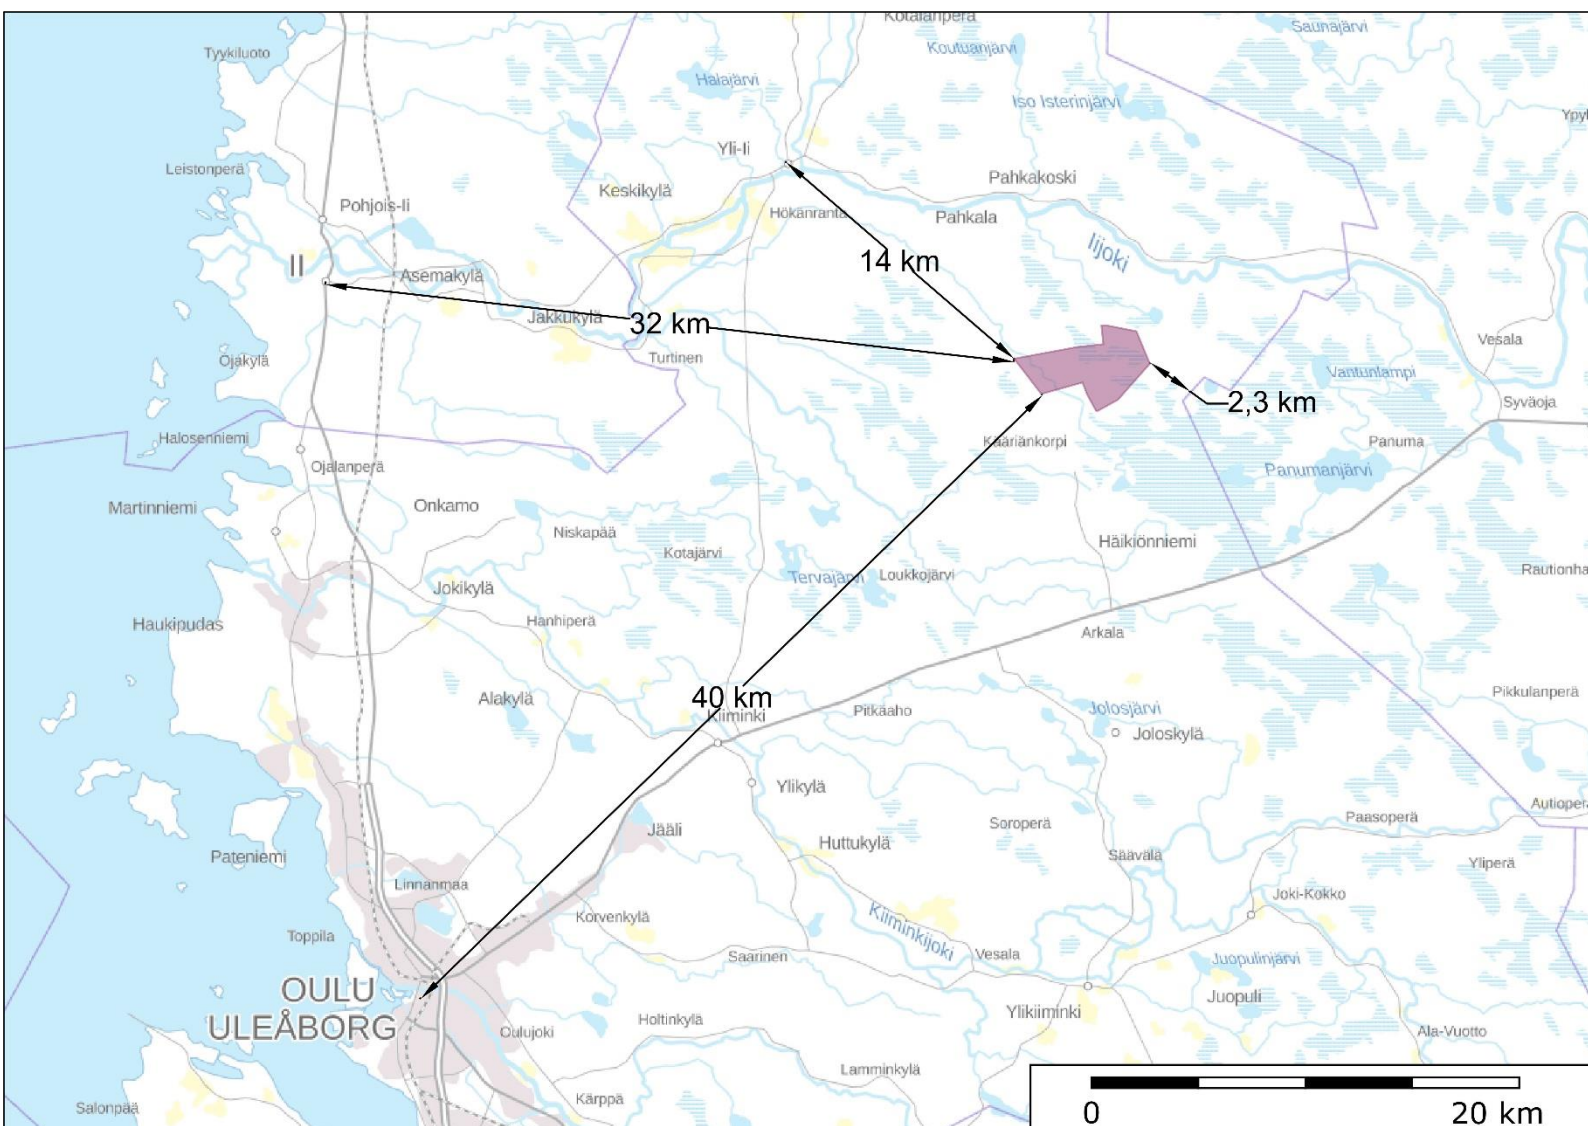 Kotalanperä
Saunajärvi
Tyykiluoto
Koutuanjärvi
Halajärvi
Iso Isterinjärvi
Yli-Ii
Leistonperä
Pahkakoski
Keskikylä
Pohjois-Ii
Hökänranta
Pahkala
Iijoki
14 km
II
Asemakylä
Jakkukylä
32 km
Vesala
Ojakylä
Turtinen
Vantunlampi
2,3 km
Syväoja
Halosenniemi
Kääriänkorpi
Panuma
Ojalanperä
Panumanjärvi
Martinniemi
Onkamo
Niskapää
Kotajärvi
Häikiönniemi
Tervajärvi
Loukkojärvi
Jokikylä
Haukipudas
Hanhiperä
Arkala
Alakylä
40 km
Kiiminki
Pitkäaho
Jolosjärvi
Pikkulanperä
Joloskylä
Ylikylä
Jääli
Soroperä
Paasoperä
Huttukylä
Pateniemi
Säävälä
Yliperä
Linnanmaa
Joki-Kokko
Korvenkylä
Kiiminkijoki
Toppila
Saarinen
Vesala
Juopulinjärvi
OULU
ULEÅBORG
Juopuli
Ylikiiminki
Holtinkylä
Oulujoki
Ala-Vuotto
Lamminkylä
Kärppä
Salonpää
0
20 km